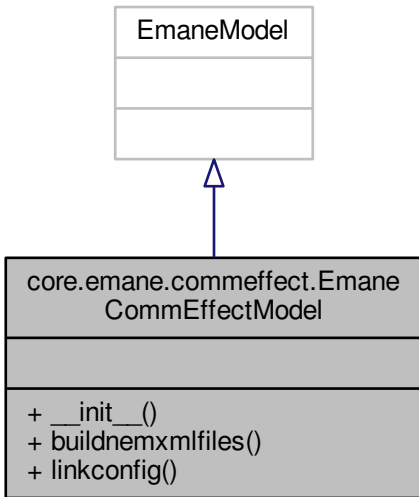 EmaneModel
core.emane.commeffect.Emane
CommEffectModel
+ __init__()
+ buildnemxmlfiles()
+ linkconfig()